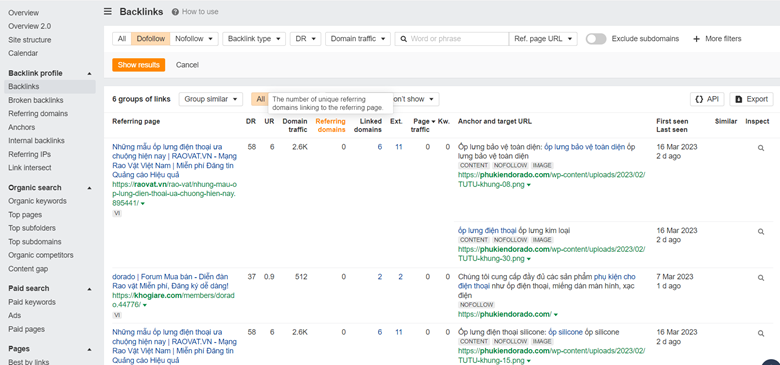 Overview
Overview 2.0
Site structure
Calendar
Backlink profile
Backlinks
Broken backlinks
Referring domains
Anchors
Internal backlinks
Referring IPs
Link intersect
Organic search
Organic keywords
Top pages
Top subfolders
Top subdomains
Organic competitors
Content gap
Paid search
Paid keywords
Ads
Paid pages
Pages
Best by links
Backlinks How to use
All Dofollow Nofollow Backlink type DR Domain traffic Word or phrase Ref. page URL Exclude subdomains + More filters
Show results Cancel
6 groups of links Group similar All on't show API Export
The number of unique referring
domains linking to the referring page.
Referring page DR UR Domain traffic Referring domains Linked domains Ext. Page traffic Kw. Anchor and target URL First seen Last seen Similar Inspect
Những mẫu ốp lưng điện thoại ưa
chuộng hiện nay | RAOVAT.VN - Mạng
Rao Vặt Việt Nam | Miễn phí Đăng tin
Quảng cáo Hiệu quả
https://raovat.vn/rao-vat/nhung-mau-o
p-lung-dien-thoai-ua-chuong-hien-nay.
895441/
VI
58 6 2.6K 0 6 11 0 0
Ốp lưng bảo vệ toàn diện: ốp lưng bảo vệ toàn diện ốp
lưng bảo vệ toàn diện
CONTENT NOFOLLOW IMAGE
https://phukiendorado.com/wp-content/uploads/2023/02/
TUTU-khung-08.png
16 Mar 2023
2 d ago
ốp lưng điện thoại ốp lưng kim loại
CONTENT NOFOLLOW IMAGE
https://phukiendorado.com/wp-content/uploads/2023/02/
TUTU-khung-30.png
16 Mar 2023
2 d ago
dorado | Forum Mua bán - Diễn đàn
Rao vặt Miễn phí, Đăng ký dễ dàng!
https://khogiare.com/members/dorad
o.44776/
VI
37 0.9 512 0 2 2 0 0
Chúng tôi cung cấp đầy đủ các sản phẩm phụ kiện cho
điện thoại như ốp điện thoại, miếng dán màn hình, xạc
điện
NOFOLLOW
https://phukiendorado.com/
7 Mar 2023
1 d ago
Những mẫu ốp lưng điện thoại ưa
chuộng hiện nay | RAOVAT.VN - Mạng
Rao Vặt Việt Nam | Miễn phí Đăng tin
Quảng cáo Hiệu quả
58 6 2.6K 0 6 11 0 0
Ốp lưng điện thoại silicone: ốp silicone ốp silicone
CONTENT NOFOLLOW IMAGE
https://phukiendorado.com/wp-content/uploads/2023/02/
TUTU-khung-15.png
16 Mar 2023
2 d ago